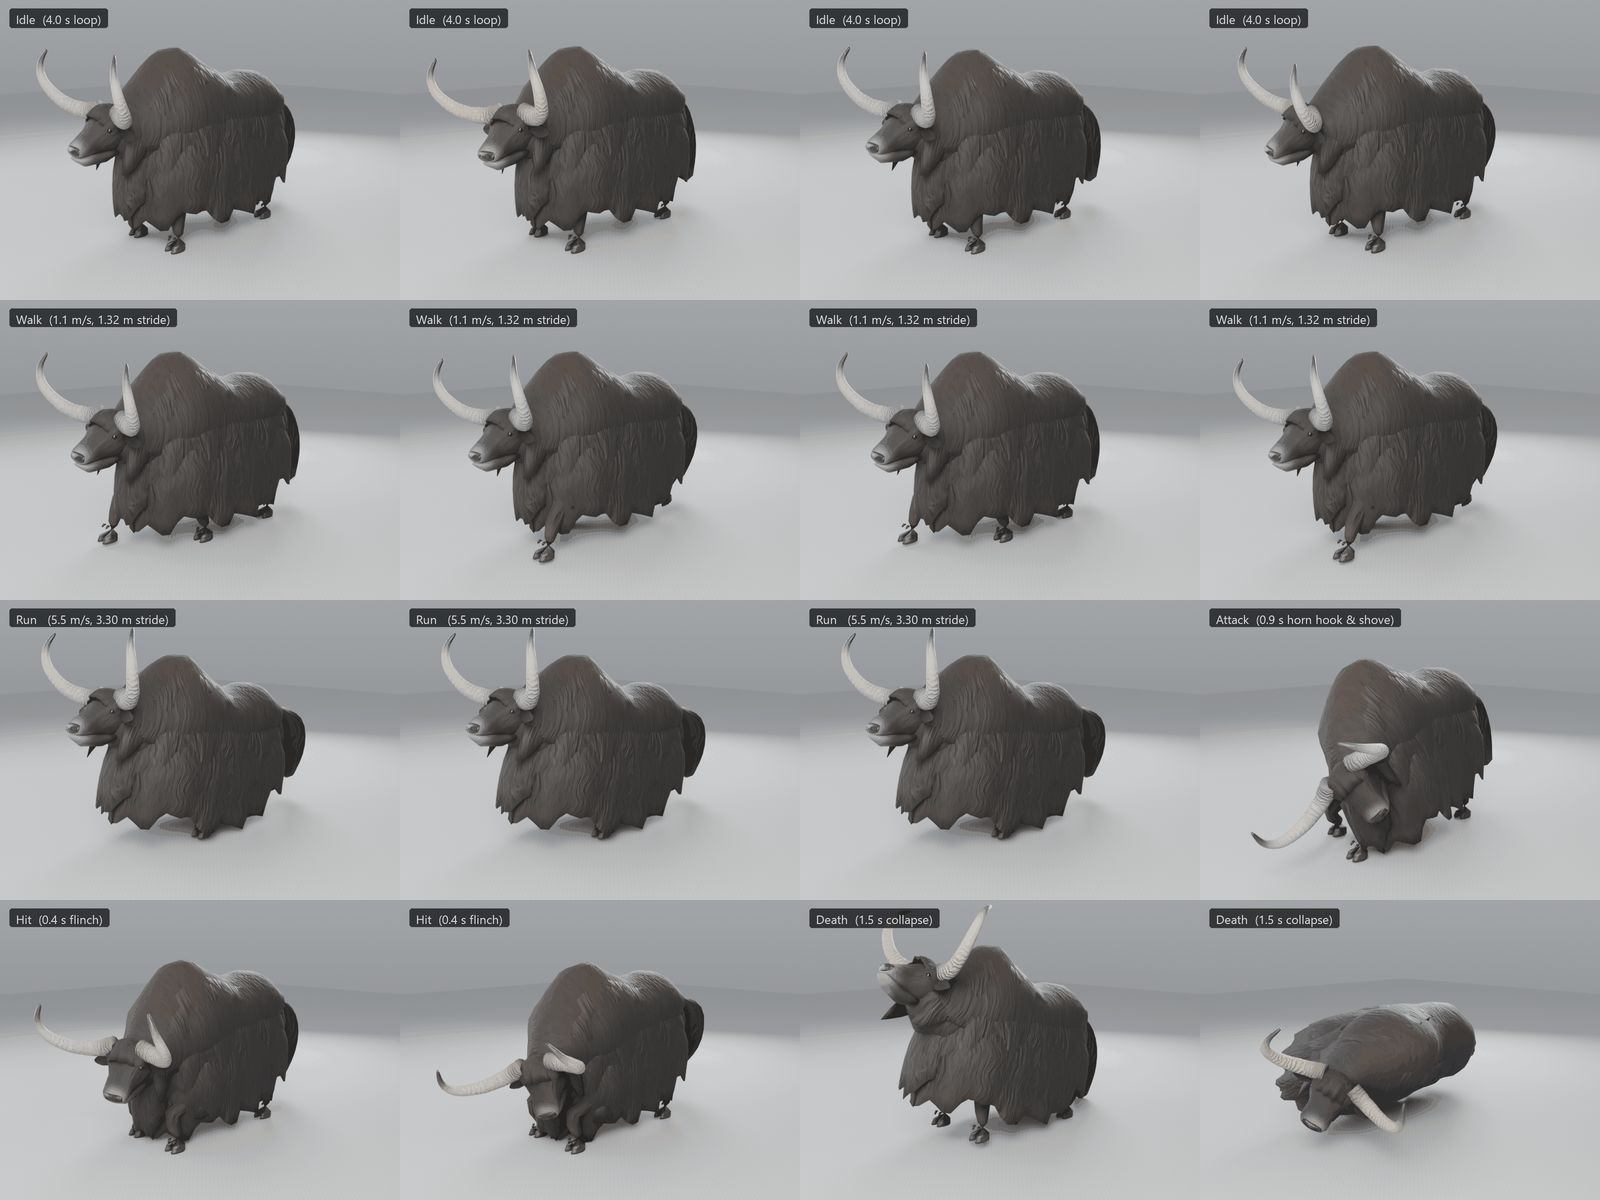 Idle (4.0 s loop)
Idle (4.0 s loop)
Idle (4.0 s loop)
Idle (4.0 s loop)
Walk (1.1 m/s, 1.32 m stride)
Walk (1.1 m/s, 1.32 m stride)
Walk (1.1 m/s, 1.32 m stride)
Walk (1.1 m/s, 1.32 m stride)
Run (5.5 m/s, 3.30 m stride)
Run (5.5 m/s, 3.30 m stride)
Run (5.5 m/s, 3.30 m stride)
Attack (0.9 s horn hook & shove)
Hit (0.4 s flinch)
Hit (0.4 s flinch)
Death (1.5 s collapse)
Death (1.5 s collapse)